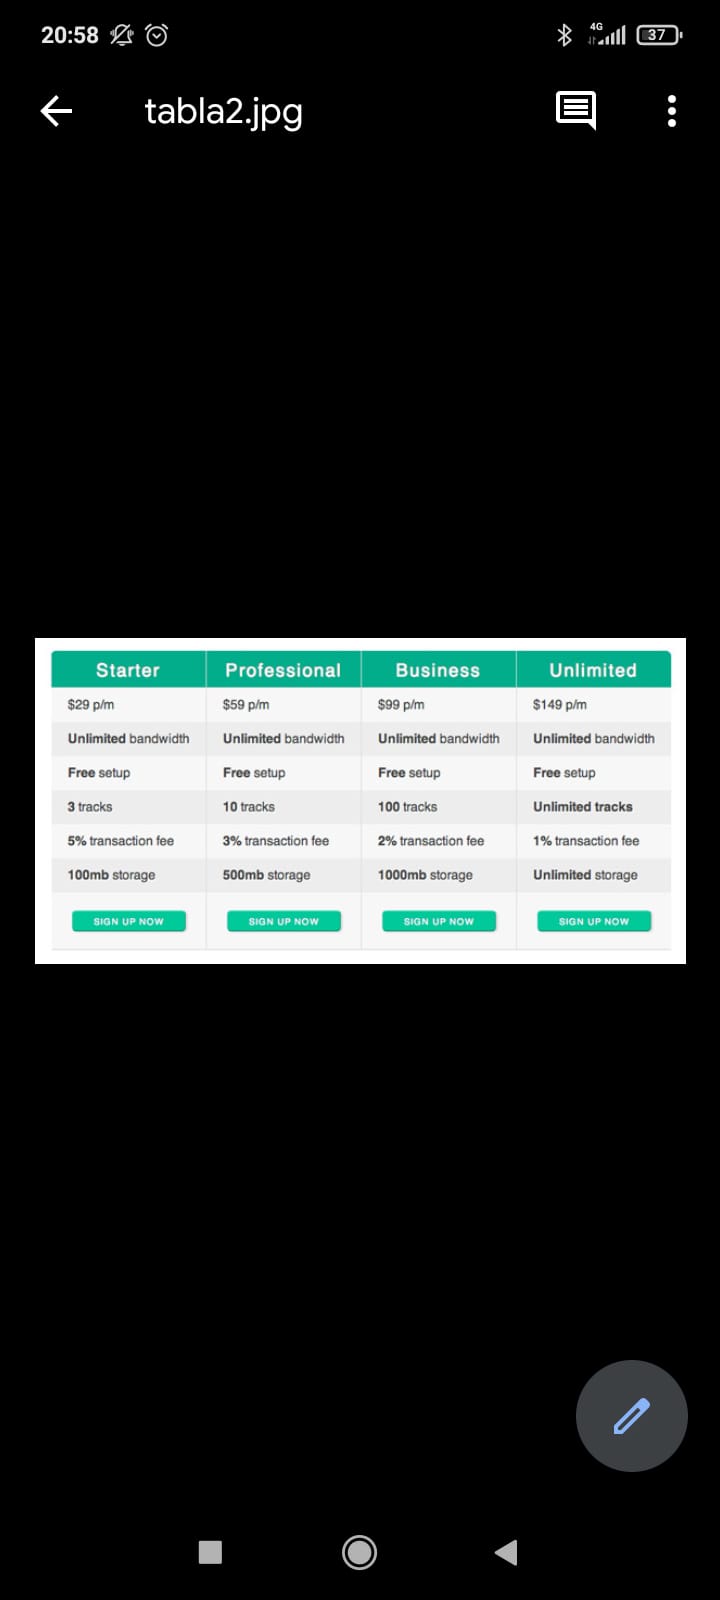 20:58 4G 37
tabla2.jpg
Starter Professional Business Unlimited
$29 p/m $59 p/m $99 p/m $149 p/m
Unlimited bandwidth Unlimited bandwidth Unlimited bandwidth Unlimited bandwidth
Free setup Free setup Free setup Free setup
3 tracks 10 tracks 100 tracks Unlimited tracks
5% transaction fee 3% transaction fee 2% transaction fee 1% transaction fee
100mb storage 500mb storage 1000mb storage Unlimited storage
SIGN UP NOW SIGN UP NOW SIGN UP NOW SIGN UP NOW